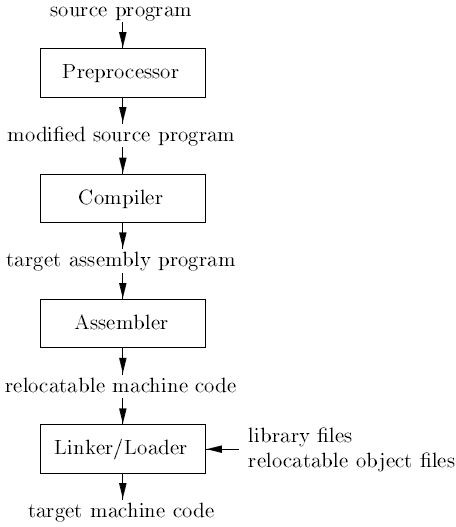 source program
Preprocessor
modified source program
Compiler
target assembly program
Assembler
relocatable machine code
Linker/Loader
library files
relocatable object files
target machine code